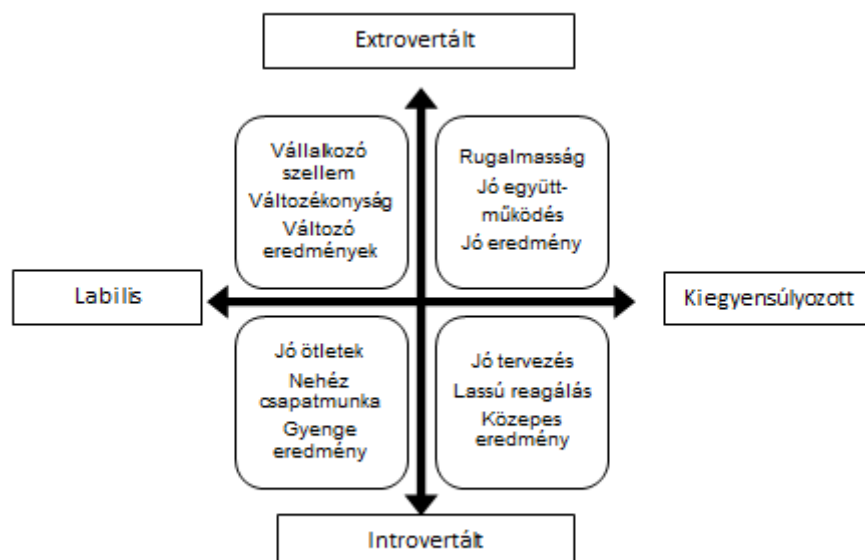 Extrovertált
Vállalkozó
szellem
Változékonyság
Változó
eredmények
Rugalmasság
Jó együtt-
működés
Jó eredmény
Labilis
Kiegyensúlyozott
Jó ötletek
Nehéz
csapatmunka
Gyenge
eredmény
Jó tervezés
Lassú reagálás
Közepes
eredmény
Introvertált